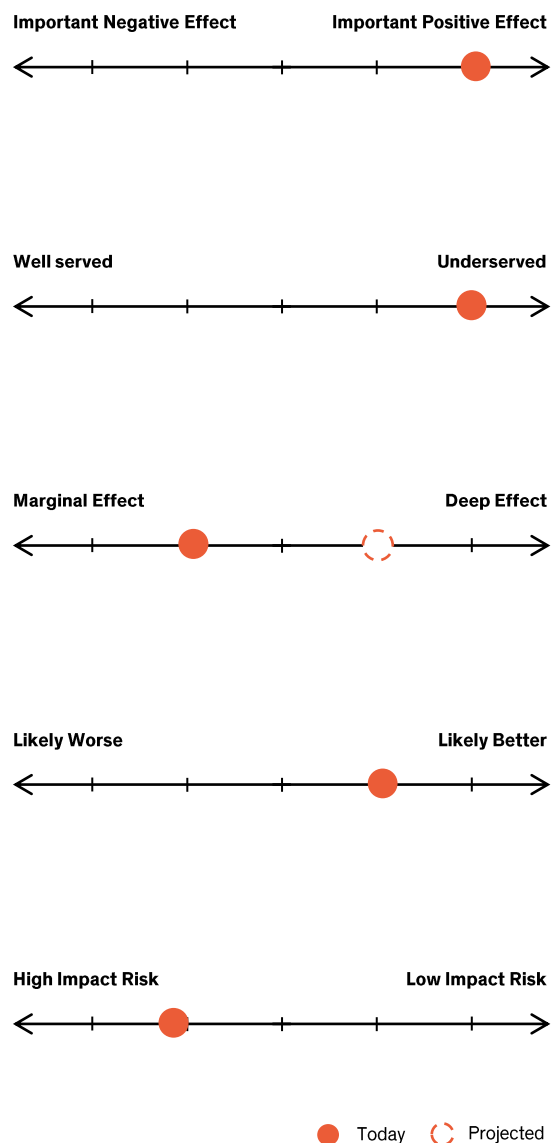 Important Negative Effect Important Positive Effect
Well served Underserved
Marginal Effect Deep Effect
Likely Worse Likely Better
High Impact Risk Low Impact Risk
Today Projected